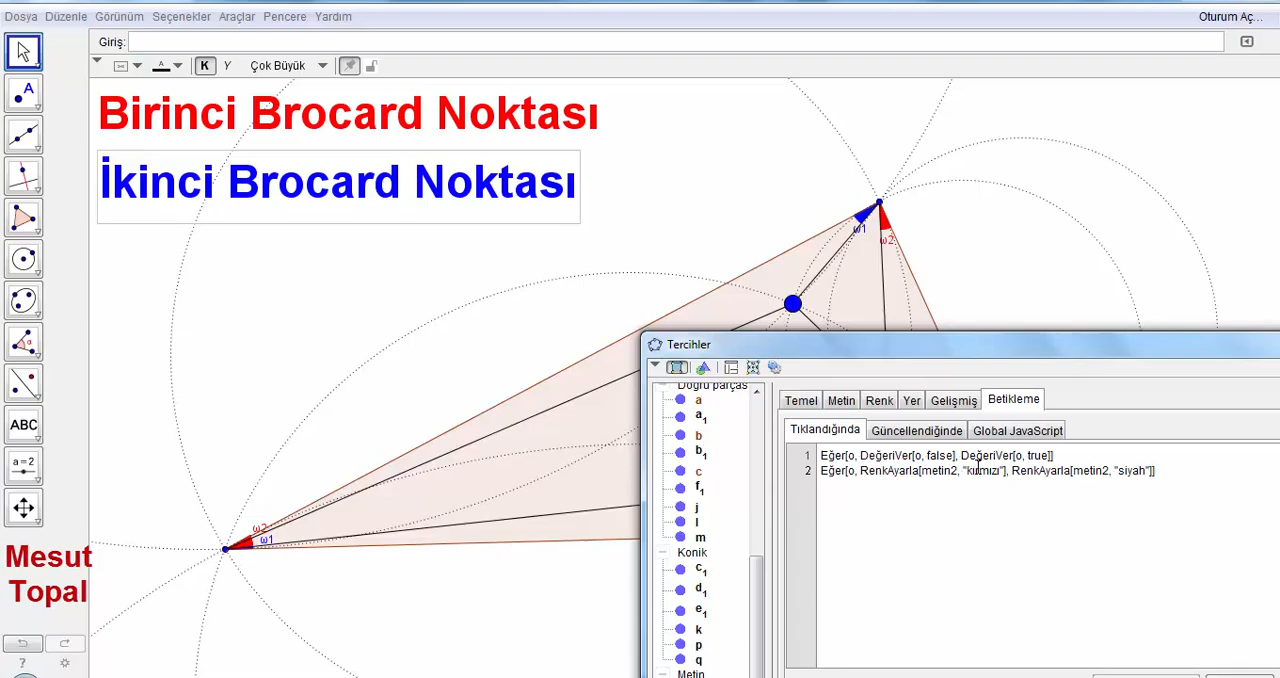 Dosya Düzenle Görünüm Seçenekler Araçlar Pencere Yardım Oturum Aç...
Giriş:
K Y Çok Büyük
Birinci Brocard Noktası
İkinci Brocard Noktası
ω1
ω2
ω2
ω1
A
α
ABC
a=2
Mesut
Topal
?
Tercihler
Doğru parças
a
a1
b
b1
c
f1
j
l
m
Konik
c1
d1
e1
k
p
q
Metin
Temel Metin Renk Yer Gelişmiş Betikleme
Tıklandığında Güncellendiğinde Global JavaScript
1 Eğer[o, DeğeriVer[o, false], DeğeriVer[o, true]]
2 Eğer[o, RenkAyarla[metin2, "kırmızı"], RenkAyarla[metin2, "siyah"]]